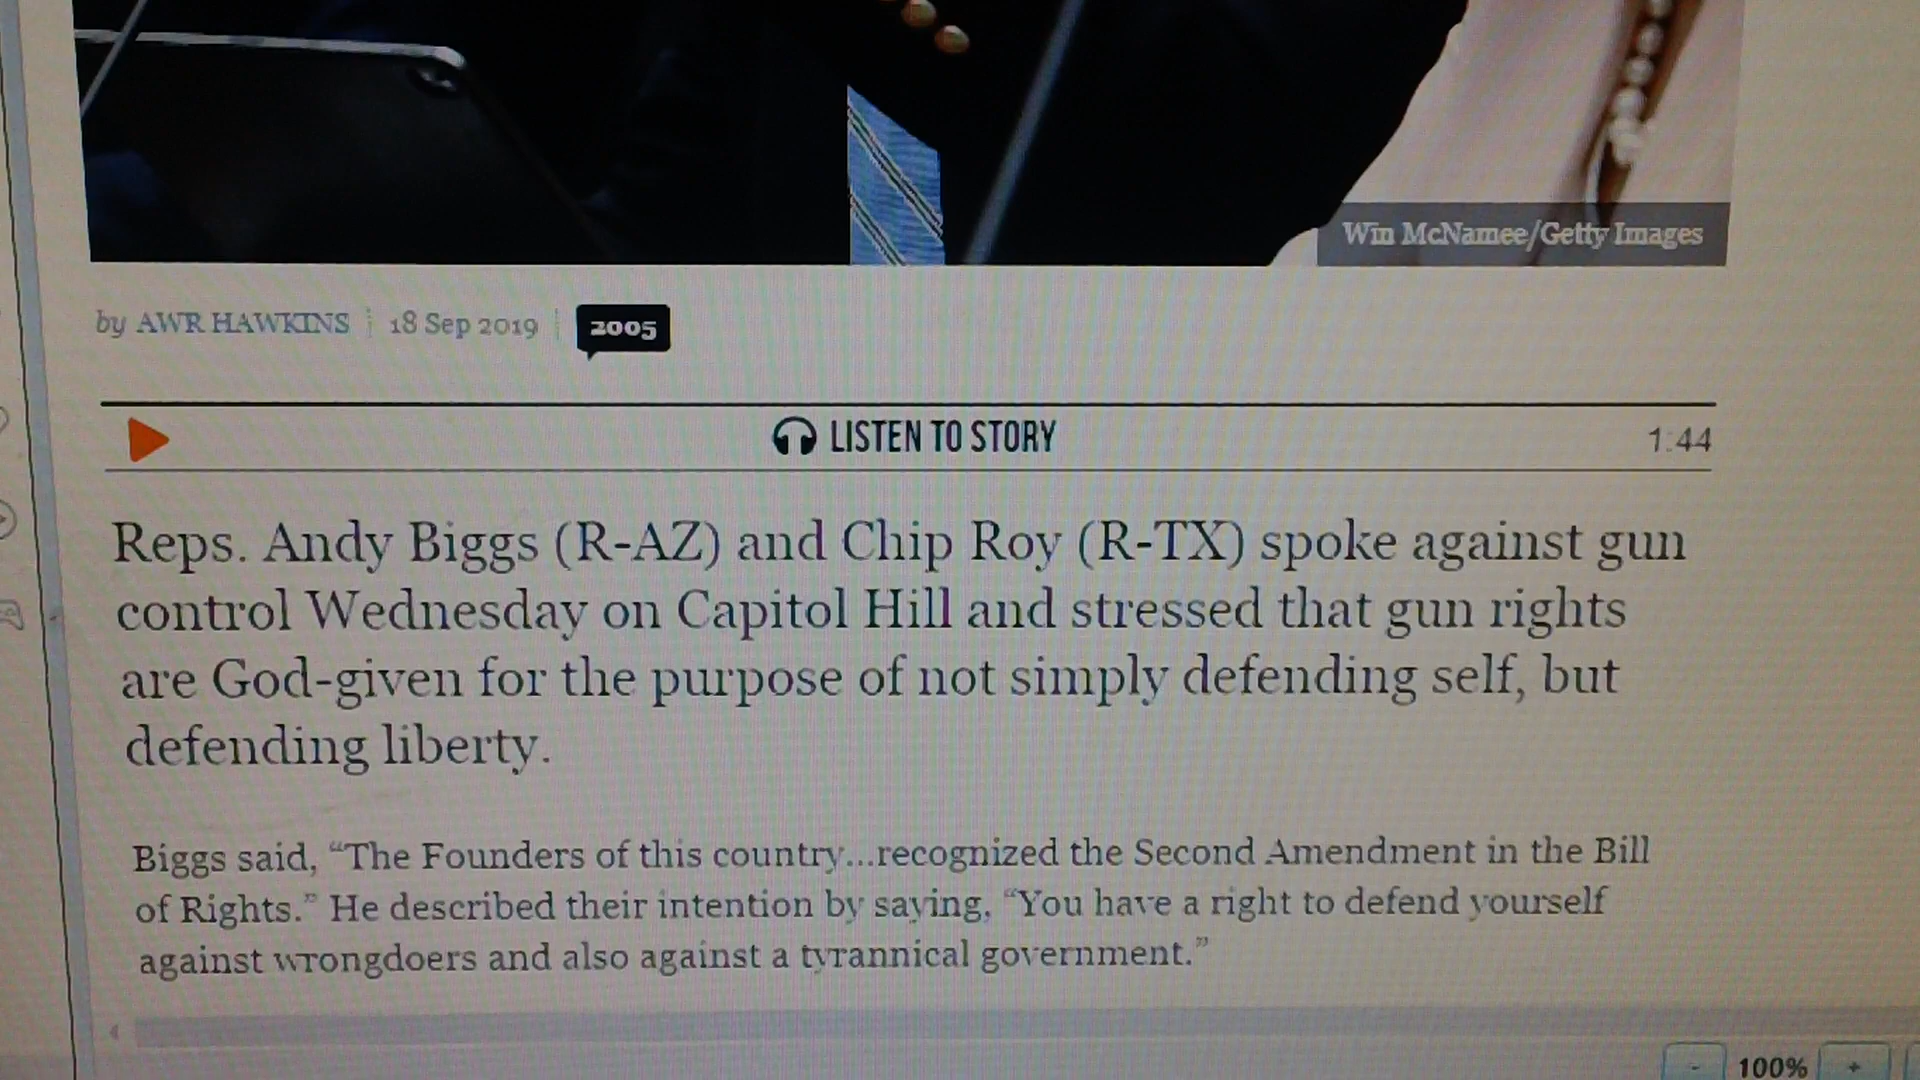 Win McNamee/Getty Images
by AWR HAWKINS 18 Sep 2019 2005
LISTEN TO STORY 1:44
Reps. Andy Biggs (R-AZ) and Chip Roy (R-TX) spoke against gun
control Wednesday on Capitol Hill and stressed that gun rights
are God-given for the purpose of not simply defending self, but
defending liberty.
Biggs said, “The Founders of this country...recognized the Second Amendment in the Bill
of Rights.” He described their intention by saying, “You have a right to defend yourself
against wrongdoers and also against a tyrannical government.”
- 100% +